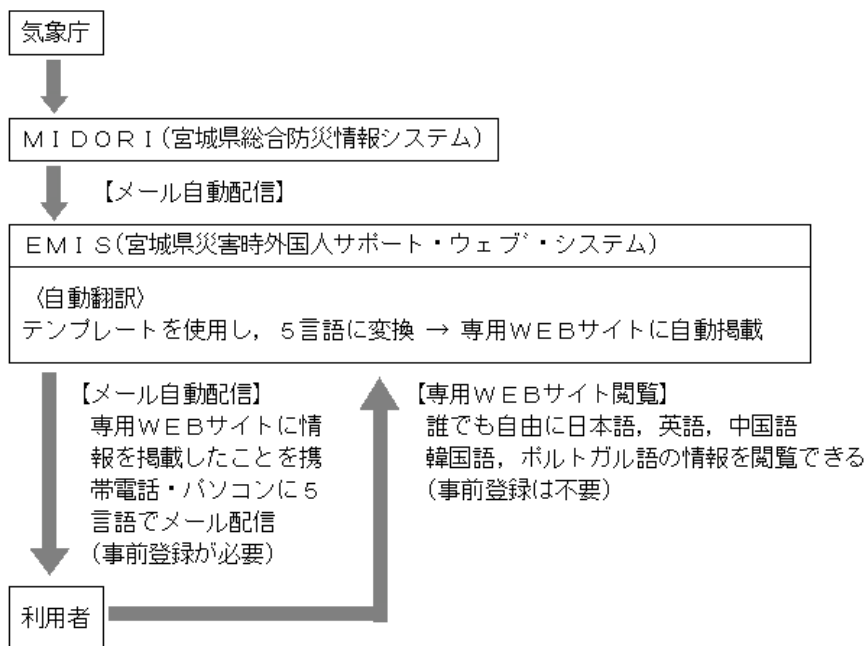 気象庁
ＭＩＤＯＲＩ(宮城県総合防災情報システム)
【メール自動配信】
ＥＭＩＳ(宮城県災害時外国人サポート・ウェブ・システム)
〈自動翻訳〉
テンプレートを使用し，５言語に変換 → 専用ＷＥＢサイトに自動掲載
【メール自動配信】
専用ＷＥＢサイトに情
報を掲載したことを携
帯電話・パソコンに５
言語でメール配信
(事前登録が必要)
【専用ＷＥＢサイト閲覧】
誰でも自由に日本語，英語，中国語
韓国語，ポルトガル語の情報を閲覧できる
(事前登録は不要)
利用者